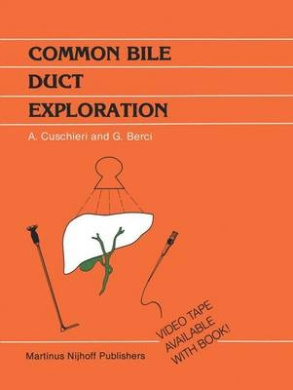 COMMON BILE
DUCT
EXPLORATION
A. Cuschieri and G. Berci
VIDEO TAPE
AVAILABLE
WITH BOOK!
Martinus Nijhoff Publishers